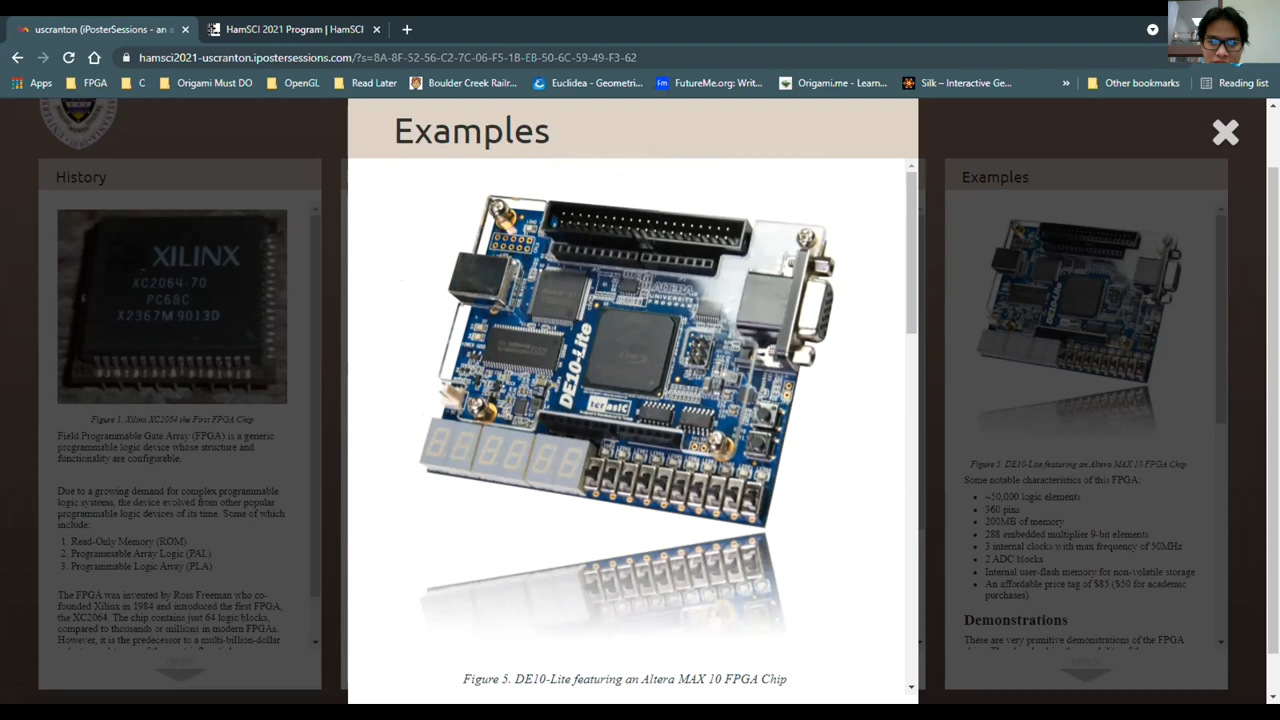 uscranton (iPosterSessions - an a
HamSCI 2021 Program | HamSCI
hamsci2021-uscranton.ipostersessions.com/?s=8A-8F-52-56-C2-7C-06-F5-1B-EB-50-6C-59-49-F3-62
Apps
FPGA
C
Origami Must DO
OpenGL
Read Later
Boulder Creek Railr...
Euclidea - Geometri...
FutureMe.org: Writ...
Origami.me - Learn...
Silk – Interactive Ge...
»
Other bookmarks
Reading list
History
XILINX
XC2064-70
PC68C
X2367M 9013D
Figure 1. Xilinx XC2064 the First FPGA Chip
Field Programmable Gate Array (FPGA) is a generic
programmable logic device whose structure and
functionality are configurable.
Due to a growing demand for complex programmable
logic systems, the device evolved from other popular
programmable logic devices of its time. Some of which
include:
1. Read-Only Memory (ROM)
2. Programmable Array Logic (PAL)
3. Programmable Logic Array (PLA)
The FPGA was invented by Ross Freeman who co-
founded Xilinx in 1984 and introduced the first FPGA,
the XC2064. The chip contains just 64 logic blocks,
compared to thousands or millions in modern FPGAs.
However, it is the predecessor to a multi-billion-dollar
Examples
ALTERA
UNIVERSITY
PROGRAM
DE10-Lite
terasic
Figure 5. DE10-Lite featuring an Altera MAX 10 FPGA Chip
Examples
DE10-Lite
Figure 5. DE10-Lite featuring an Altera MAX 10 FPGA Chip
Some notable characteristics of this FPGA:
• ~50,000 logic elements
• 360 pins
• 200MB of memory
• 288 embedded multiplier 9-bit elements
• 3 internal clocks with max frequency of 50MHz
• 2 ADC blocks
• Internal user-flash memory for non-volatile storage
• An affordable price tag of $85 ($50 for academic
purchases)
Demonstrations
These are very primitive demonstrations of the FPGA